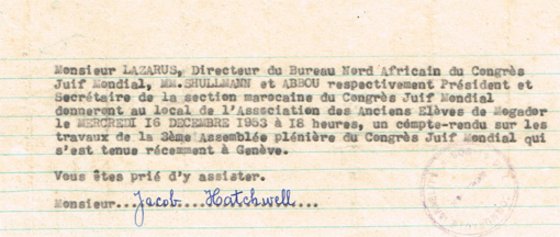 Monsieur LAZARUS, Directeur du Bureau Nord Africain du Congrès
Juif Mondial, MM.SHULLMANN et ABBOU respectivement Président et
Secrétaire de la section marocaine du Congrès Juif Mondial
donneront au local de l'Association des Anciens Elèves de Mogador
le MERCREDI I6 DECEMBRE 1953 à I8 heures, un compte-rendu sur les
travaux de la 3ème Assemblée plénière du Congrès Juif Mondial qui
s'est tenue récemment à Genève.
Vous êtes prié d'y assister.
Monsieur...Jacob...Hatchwell...